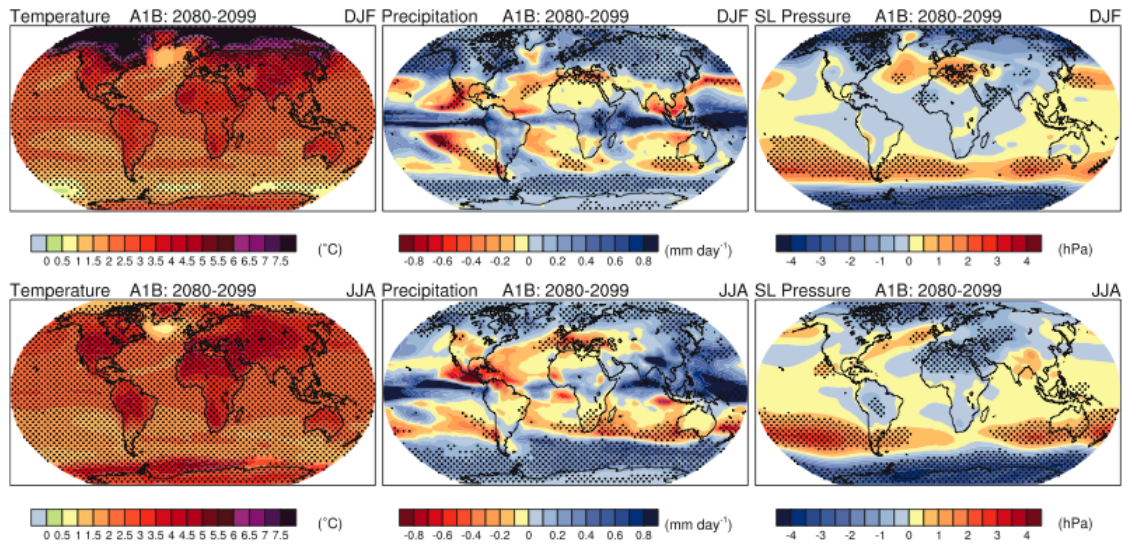 Temperature A1B: 2080-2099 DJF
Precipitation A1B: 2080-2099 DJF
SL Pressure A1B: 2080-2099 DJF
0 0.5 1 1.5 2 2.5 3 3.5 4 4.5 5 5.5 6 6.5 7 7.5 (°C)
-0.8 -0.6 -0.4 -0.2 0 0.2 0.4 0.6 0.8 (mm day⁻¹)
-4 -3 -2 -1 0 1 2 3 4 (hPa)
Temperature A1B: 2080-2099 JJA
Precipitation A1B: 2080-2099 JJA
SL Pressure A1B: 2080-2099 JJA
0 0.5 1 1.5 2 2.5 3 3.5 4 4.5 5 5.5 6 6.5 7 7.5 (°C)
-0.8 -0.6 -0.4 -0.2 0 0.2 0.4 0.6 0.8 (mm day⁻¹)
-4 -3 -2 -1 0 1 2 3 4 (hPa)